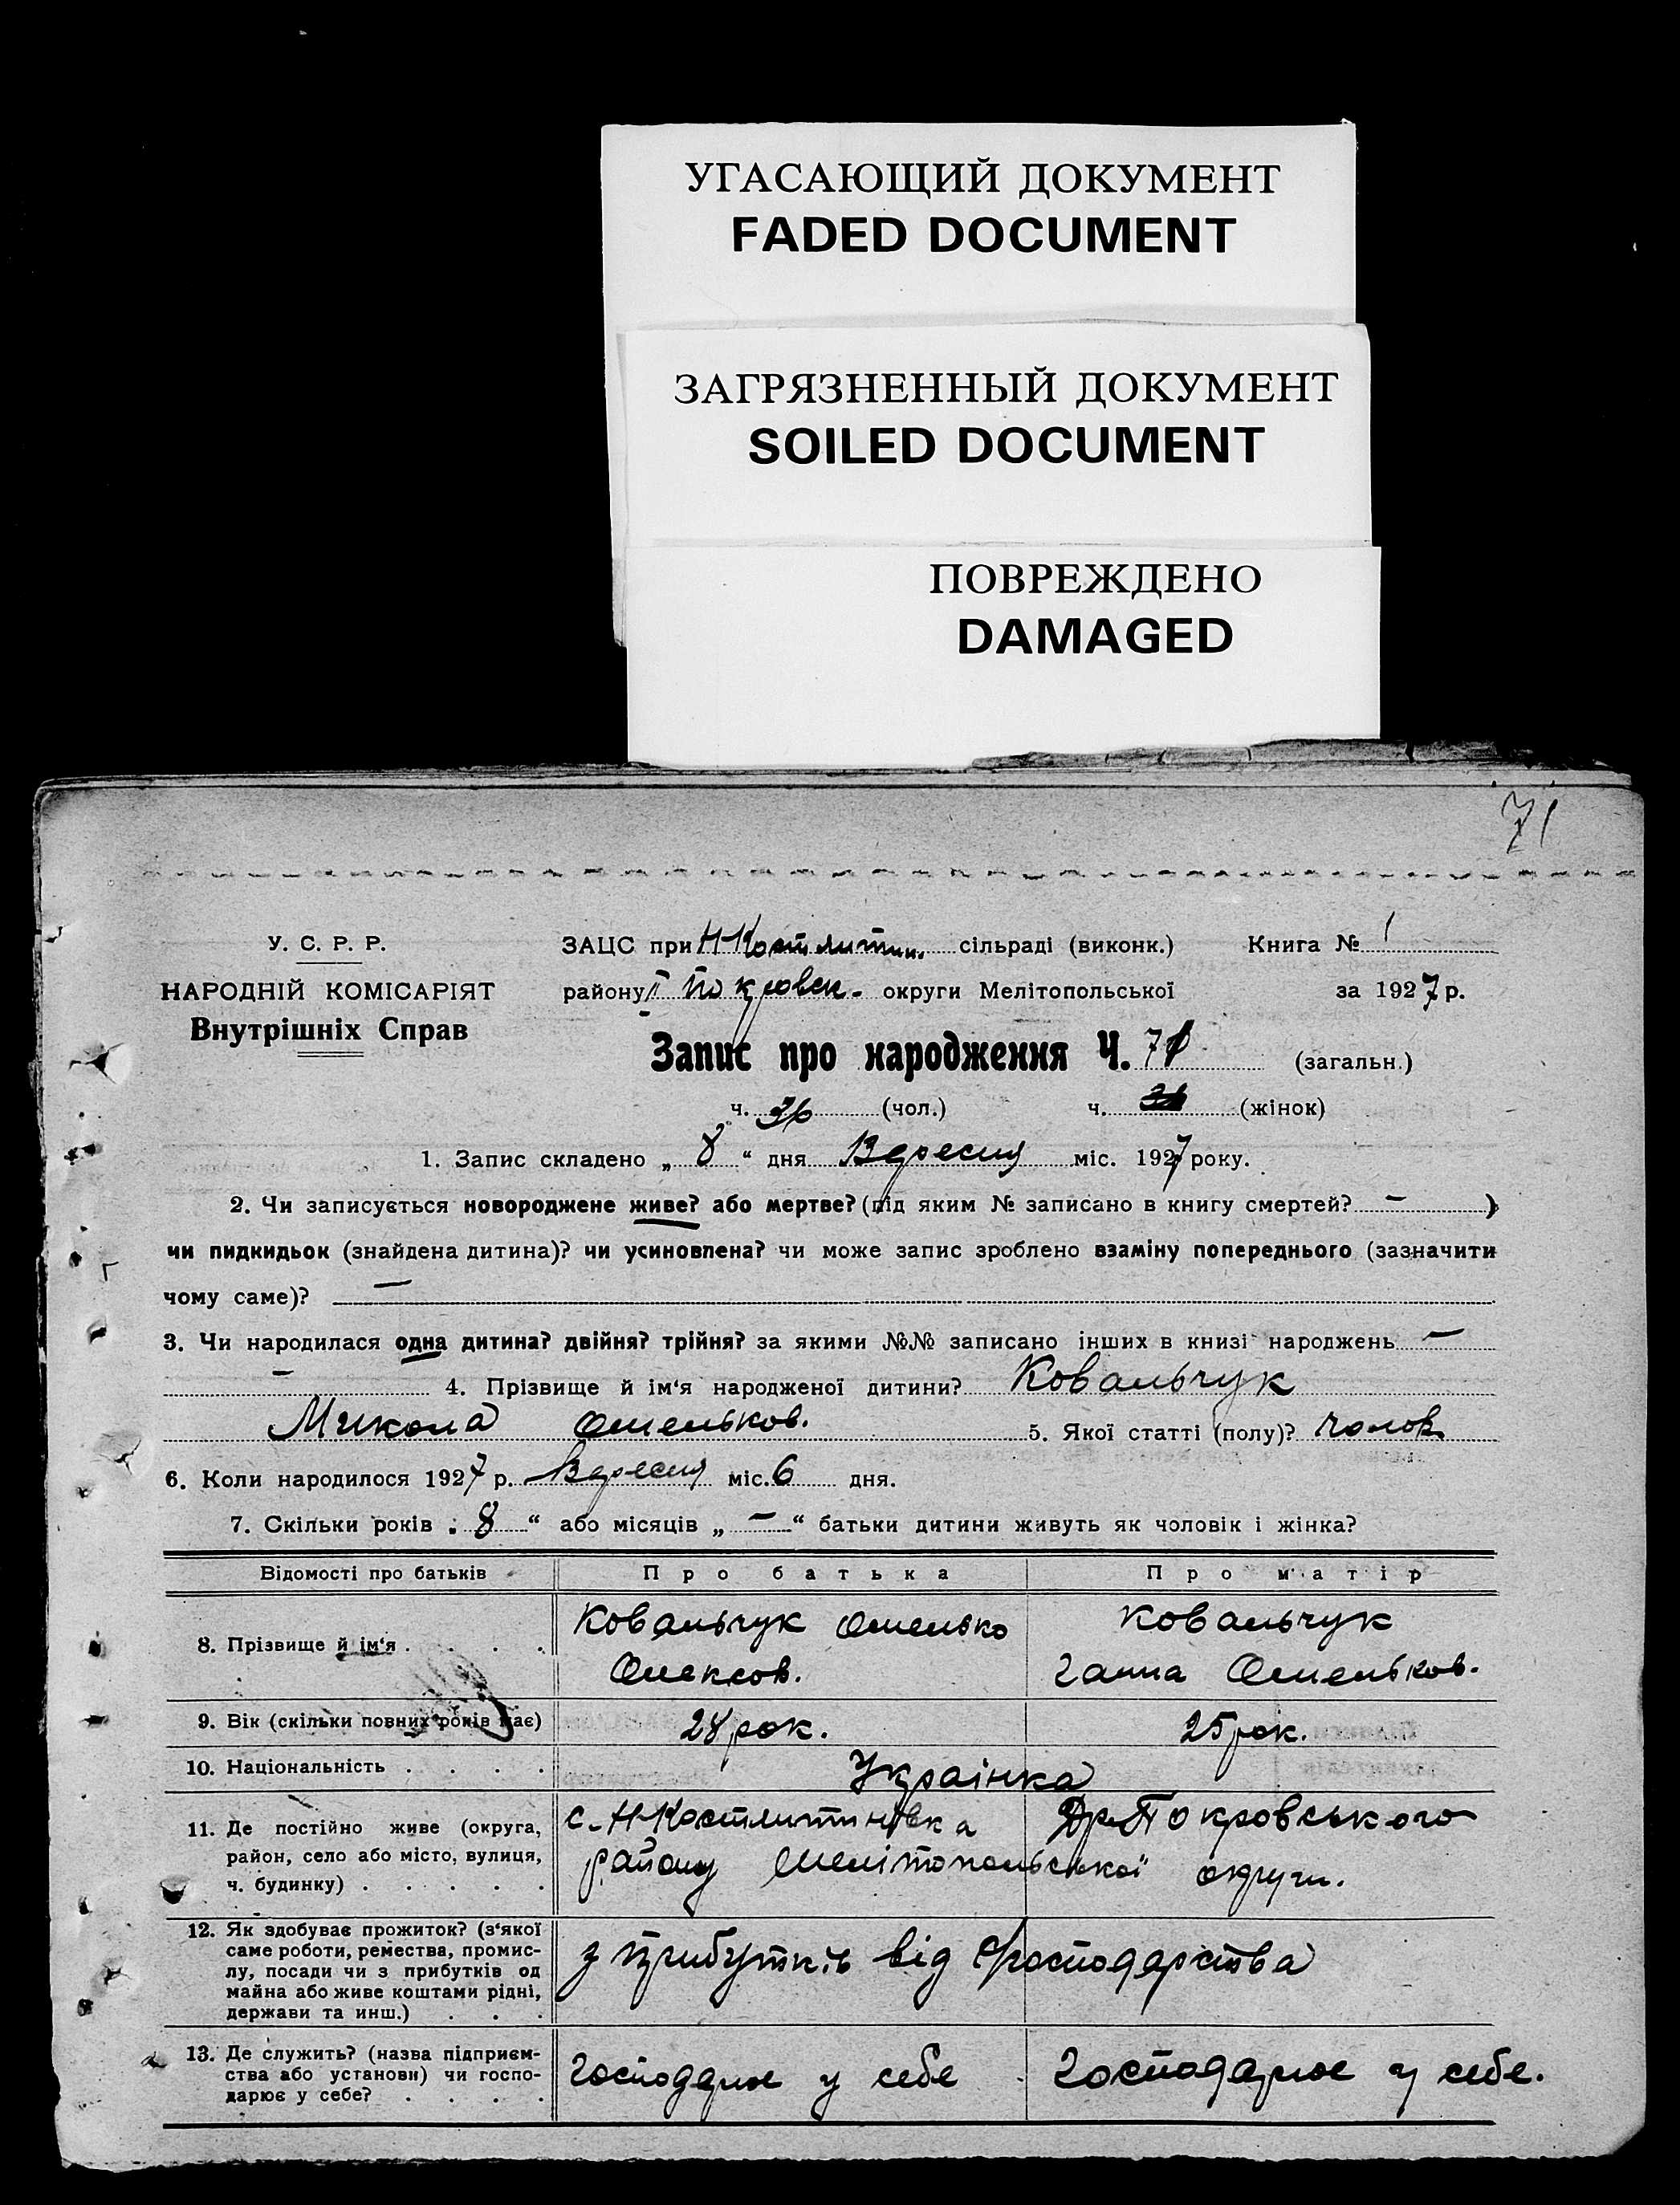 УГАСАЮЩИЙ ДОКУМЕНТ
FADED DOCUMENT
ЗАГРЯЗНЕННЫЙ ДОКУМЕНТ
SOILED DOCUMENT
ПОВРЕЖДЕНО
DAMAGED
71
У. С. Р. Р.
НАРОДНІЙ КОМІСАРІЯТ
Внутрішніх Справ
ЗАЦС при сільраді (виконк.) Книга № 1
району Покровськ. округи Мелітопольської за 1927 р.
Запис про народження Ч. 71 (загальн.)
ч. 36 (чол.) ч. (жінок)
1. Запис складено „ 8 “ дня Вересня міс. 1927 року.
2. Чи записується новороджене живе? або мертве? (під яким № записано в книгу смертей? — )
чи пидкидьок (знайдена дитина)? чи усиновлена? чи може запис зроблено взаміну попереднього (зазначити
чому саме)? —
3. Чи народилася одна дитина? двійня? трійня? за якими №№ записано інших в книзі народжень —
— 4. Прізвище й ім‘я народженої дитини? Ковальчук
Микола Омельков. 5. Якої статті (полу)? чолов.
6. Коли народилося 1927 р. Вересня міс. 6 дня.
7. Скільки років „ 8 “ або місяців „ — “ батьки дитини живуть як чоловік і жінка?
Відомості про батьків Про батька Про матір
8. Прізвище й ім‘я . . . . Ковальчук Омелько Ковальчук
Олексов. Ганна Омельков.
9. Вік (скільки повних років має) 28 рок. 25 рок.
10. Національність . . . . Українка
11. Де постійно живе (округа, район, село або місто, вулиця, ч. будинку) . . . . . с. Н-Костянтинівка Покровського
району Мелітопольської округи.
12. Як здобуває прожиток? (з‘якої саме роботи, ремества, промислу, посади чи з прибутків од майна або живе коштами рідні, держави та инш.) . . . з прибутків від господарства
13. Де служить? (назва підприємства або установи) чи господарює у себе? . . . . господарює у себе господарює у себе.